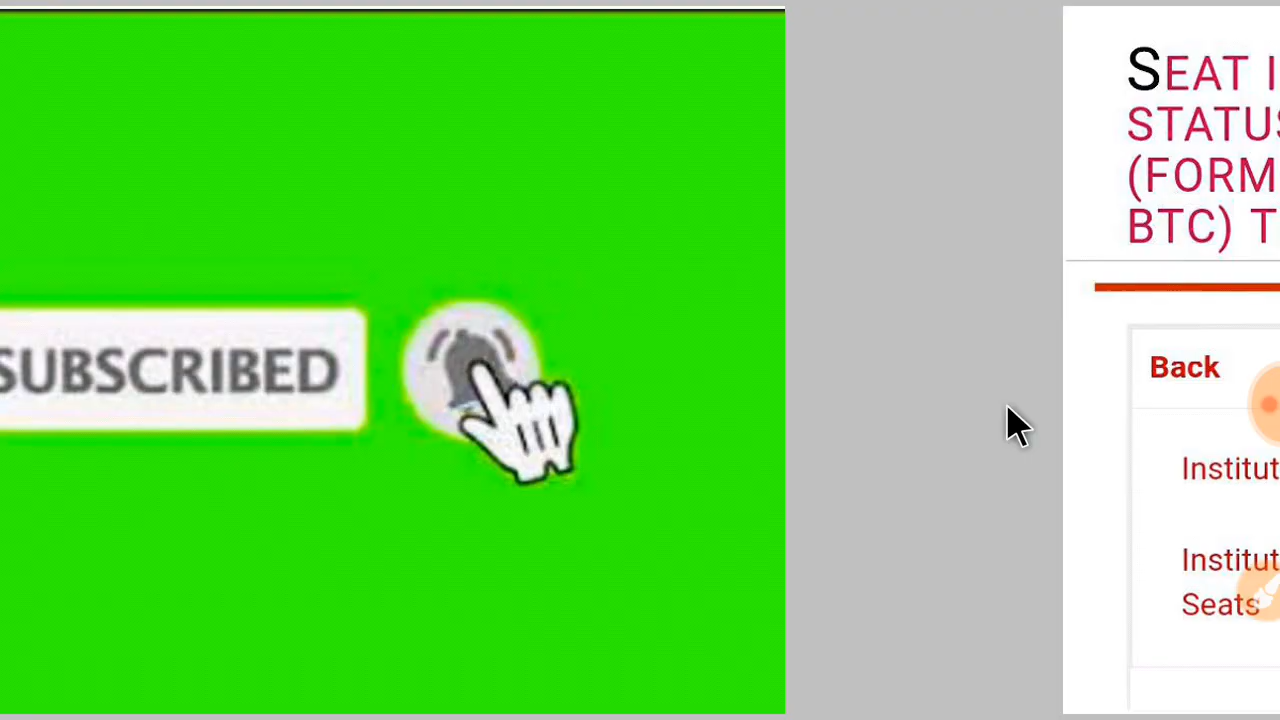 SUBSCRIBED
SEAT
STATUS
(FORM
BTC) T
Back
Institut
Institut
Seats